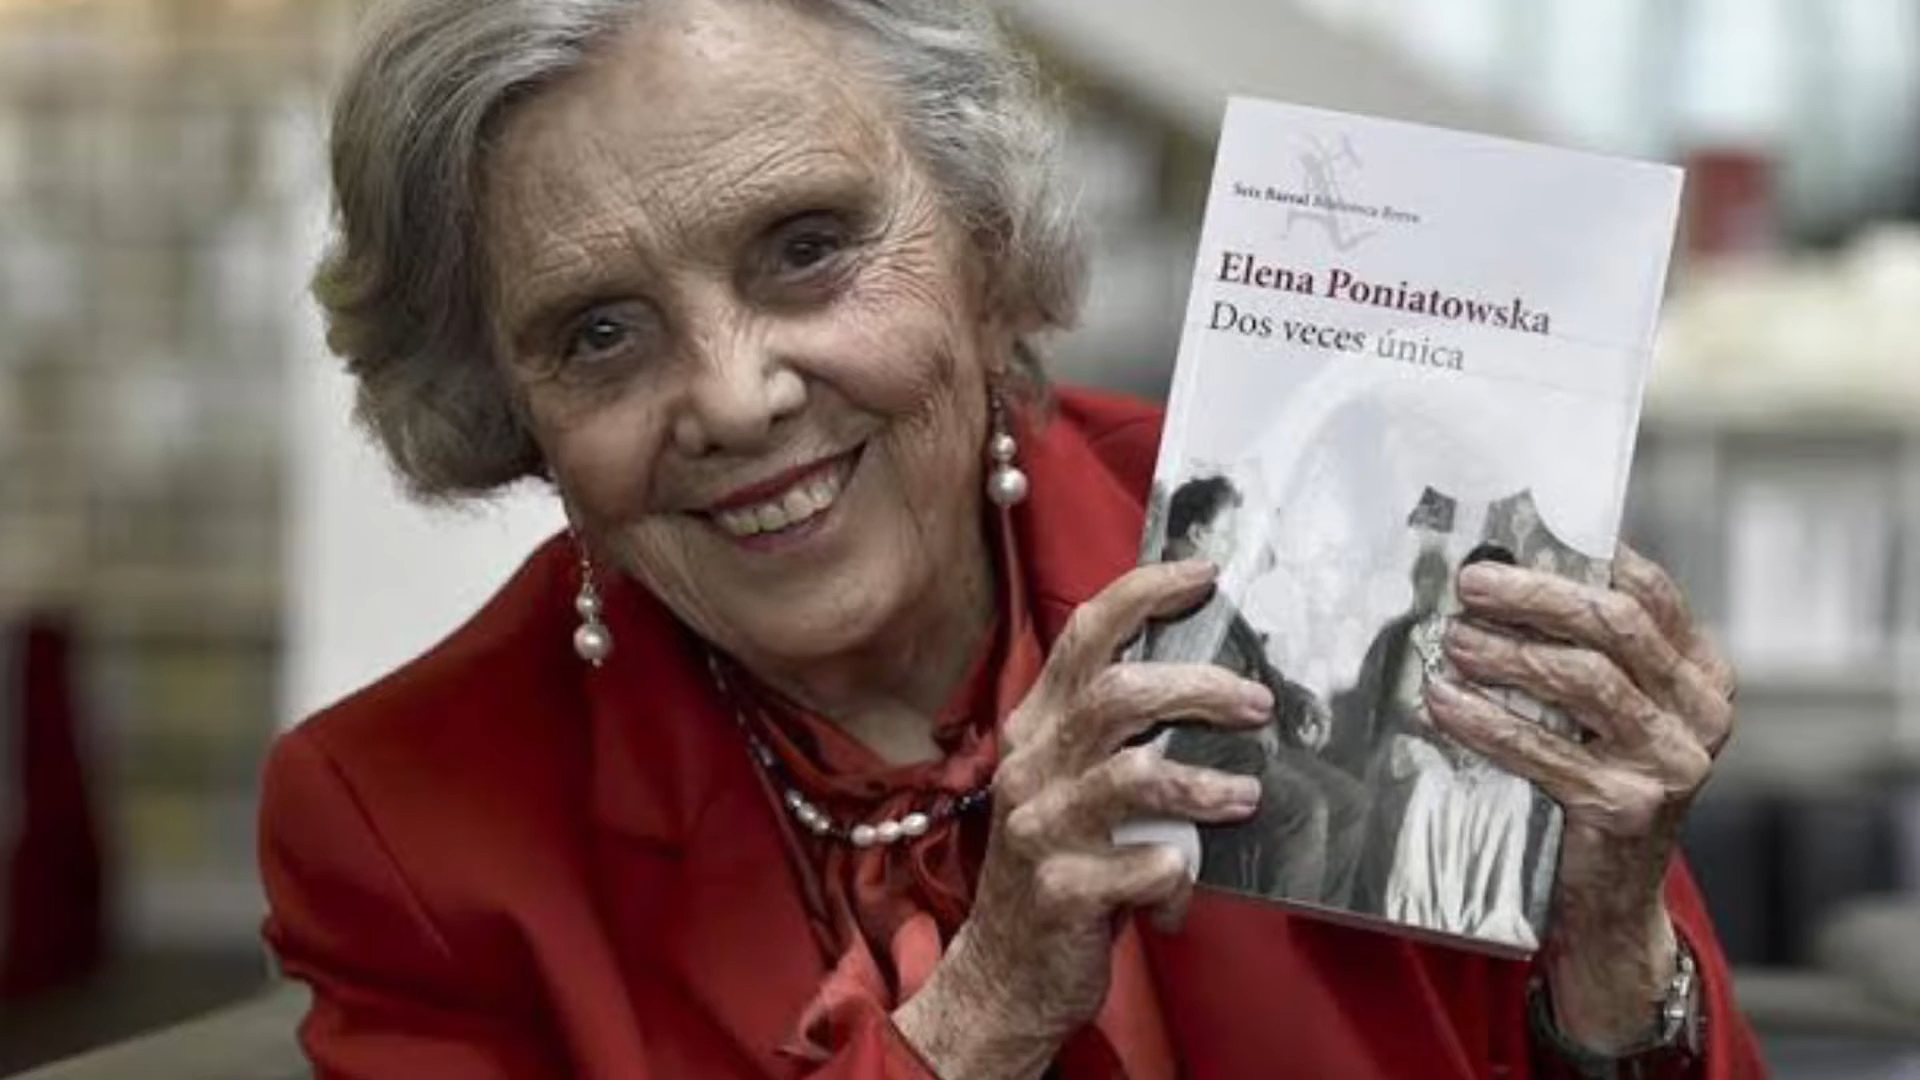 Seix Barral Biblioteca Breve
Elena Poniatowska
Dos veces única